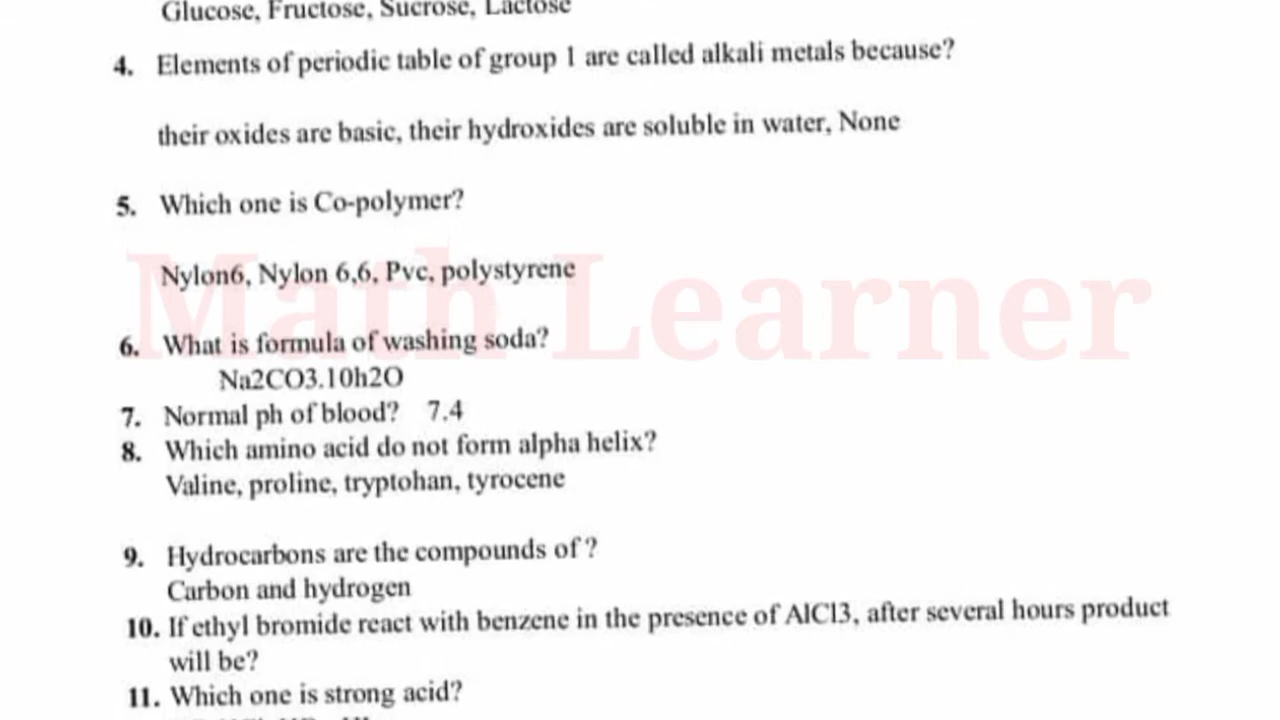 Glucose, Fructose, Sucrose, Lactose
4. Elements of periodic table of group 1 are called alkali metals because?
their oxides are basic, their hydroxides are soluble in water, None
5. Which one is Co-polymer?
Math Learner
Nylon6, Nylon 6,6, Pvc, polystyrene
6. What is formula of washing soda?
Na2CO3.10h2O
7. Normal ph of blood? 7.4
8. Which amino acid do not form alpha helix?
Valine, proline, tryptohan, tyrocene
9. Hydrocarbons are the compounds of ?
Carbon and hydrogen
10. If ethyl bromide react with benzene in the presence of AlCl3, after several hours product
will be?
11. Which one is strong acid?